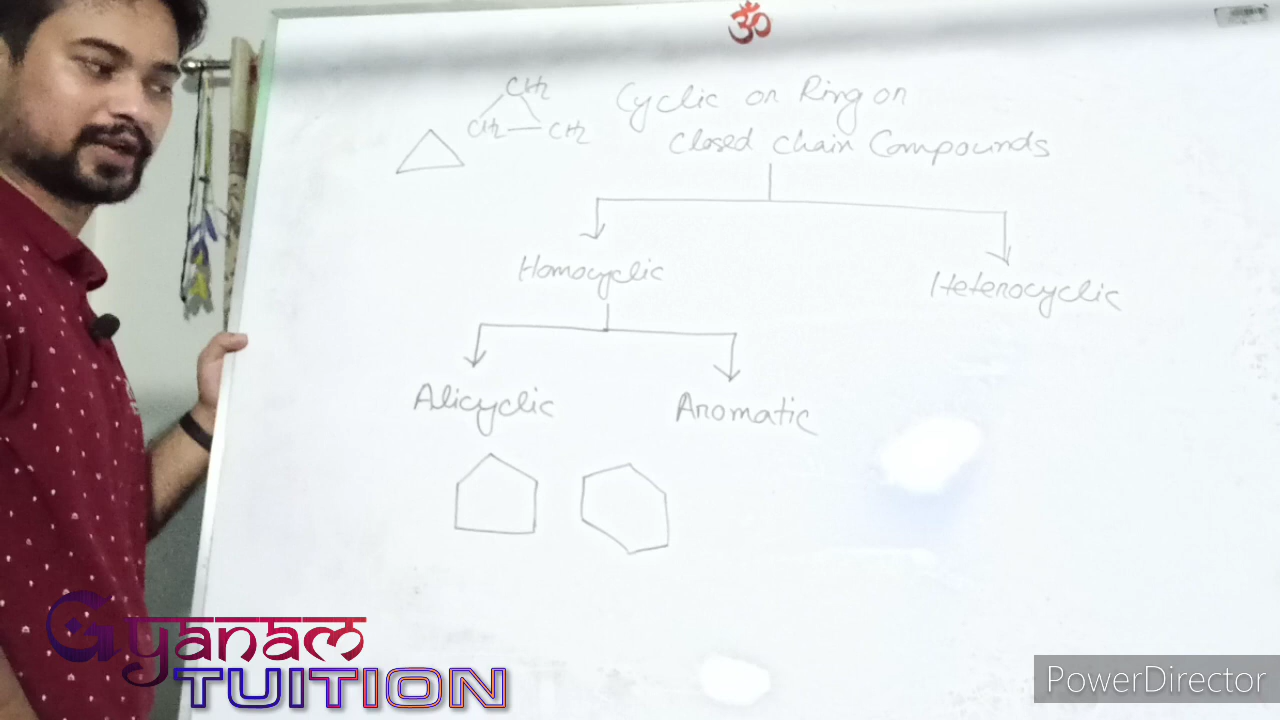 ॐ
CH2
CH2 CH2
Cyclic or Ring or
Closed Chain Compounds
Homocyclic
Heterocyclic
Alicyclic
Aromatic
Gyanam
TUITION
PowerDirector